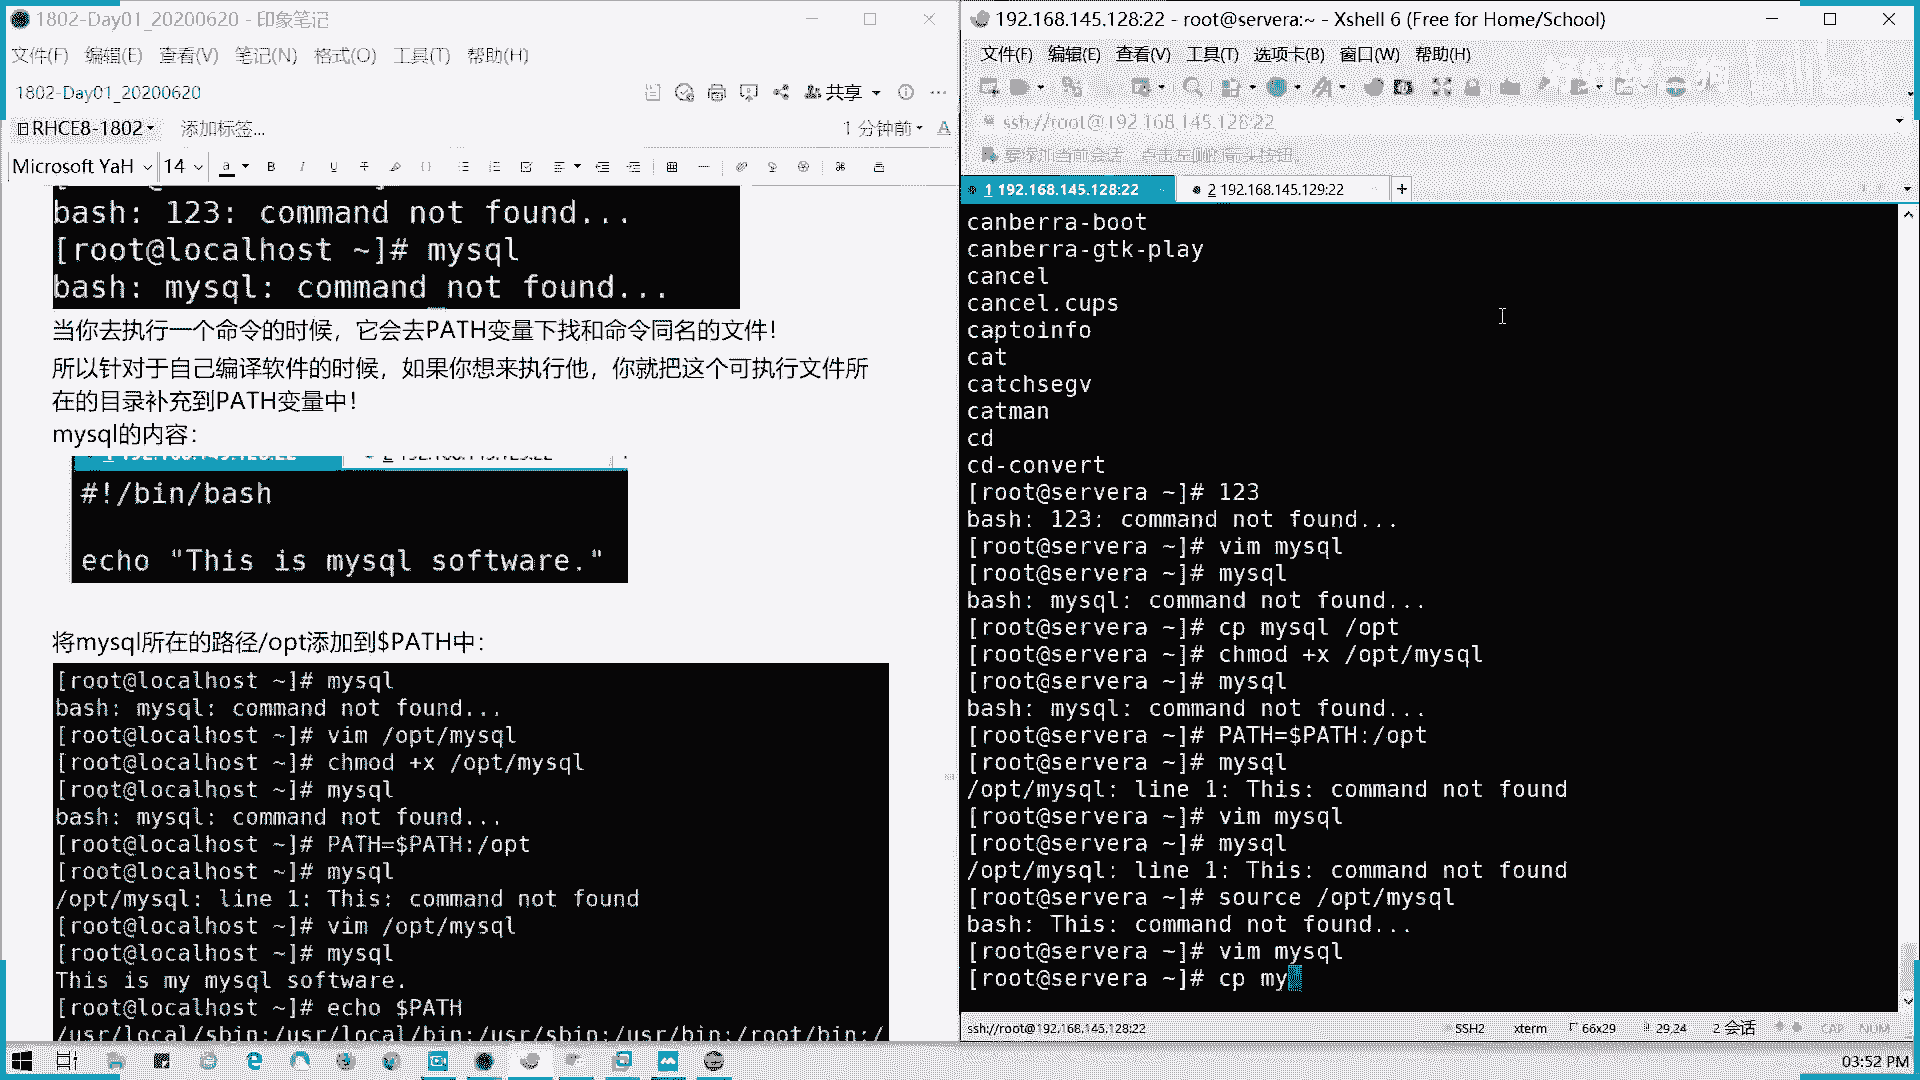 1802-Day01_20200620 - 印象笔记
文件(F) 编辑(E) 查看(V) 笔记(N) 格式(O) 工具(T) 帮助(H)
1802-Day01_20200620
共享
RHCE8-1802
添加标签...
1 分钟前
Microsoft YaH 14
bash: 123: command not found...
[root@localhost ~]# mysql
bash: mysql: command not found...
当你去执行一个命令的时候，它会去PATH变量下找和命令同名的文件！
所以针对于自己编译软件的时候，如果你想来执行他，你就把这个可执行文件所
在的目录补充到PATH变量中！
mysql的内容：
#!/bin/bash
echo "This is mysql software."
将mysql所在的路径/opt添加到$PATH中：
[root@localhost ~]# mysql
bash: mysql: command not found...
[root@localhost ~]# vim /opt/mysql
[root@localhost ~]# chmod +x /opt/mysql
[root@localhost ~]# mysql
bash: mysql: command not found...
[root@localhost ~]# PATH=$PATH:/opt
[root@localhost ~]# mysql
/opt/mysql: line 1: This: command not found
[root@localhost ~]# vim /opt/mysql
[root@localhost ~]# mysql
This is my mysql software.
[root@localhost ~]# echo $PATH
/usr/local/sbin:/usr/local/bin:/usr/sbin:/usr/bin:/root/bin:/
192.168.145.128:22 - root@servera:~ - Xshell 6 (Free for Home/School)
文件(F) 编辑(E) 查看(V) 工具(T) 选项卡(B) 窗口(W) 帮助(H)
ssh://root@192.168.145.128:22
要添加当前会话，点击左侧的箭头按钮。
1 192.168.145.128:22
2 192.168.145.129:22
canberra-boot
canberra-gtk-play
cancel
cancel.cups
captoinfo
cat
catchsegv
catman
cd
cd-convert
[root@servera ~]# 123
bash: 123: command not found...
[root@servera ~]# vim mysql
[root@servera ~]# mysql
bash: mysql: command not found...
[root@servera ~]# cp mysql /opt
[root@servera ~]# chmod +x /opt/mysql
[root@servera ~]# mysql
bash: mysql: command not found...
[root@servera ~]# PATH=$PATH:/opt
[root@servera ~]# mysql
/opt/mysql: line 1: This: command not found
[root@servera ~]# vim mysql
[root@servera ~]# mysql
/opt/mysql: line 1: This: command not found
[root@servera ~]# source /opt/mysql
bash: This: command not found...
[root@servera ~]# vim mysql
[root@servera ~]# cp my
ssh://root@192.168.145.128:22 SSH2 xterm 66x29 29,24 2 会话 CAP NUM
03:52 PM